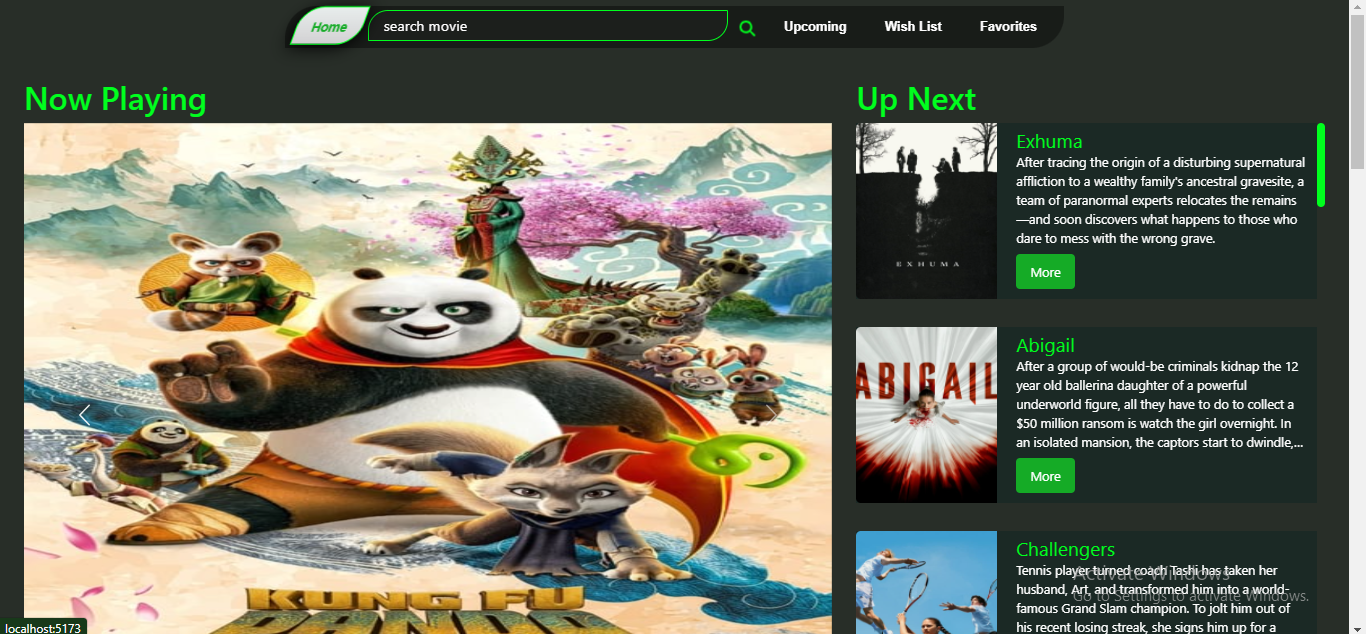 Home
search movie
Upcoming
Wish List
Favorites
Now Playing
KUNG FU
Up Next
EXHUMA
Exhuma
After tracing the origin of a disturbing supernatural
affliction to a wealthy family's ancestral gravesite, a
team of paranormal experts relocates the remains
—and soon discovers what happens to those who
dare to mess with the wrong grave.
More
ABIGAIL
Abigail
After a group of would-be criminals kidnap the 12
year old ballerina daughter of a powerful
underworld figure, all they have to do to collect a
$50 million ransom is watch the girl overnight. In
an isolated mansion, the captors start to dwindle,...
More
Challengers
Tennis player turned coach Tashi has taken her
husband, Art, and transformed him into a world-
famous Grand Slam champion. To jolt him out of
his recent losing streak, she signs him up for a
Activate Windows
Go to Settings to activate Windows.
localhost:5173